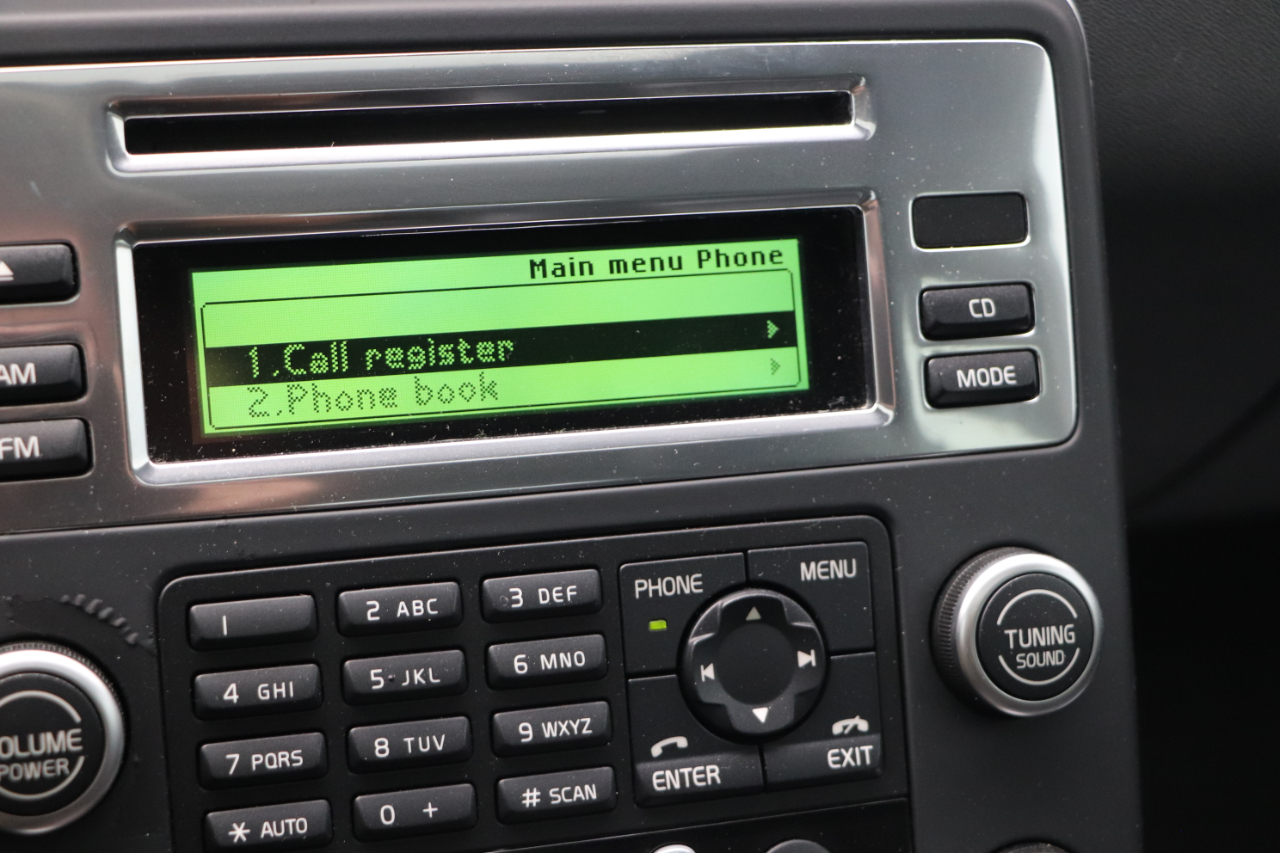 Main menu Phone
1.Call register
2.Phone book
CD
MODE
AM
FM
1
2 ABC
3 DEF
4 GHI
5 JKL
6 MNO
7 PQRS
8 TUV
9 WXYZ
* AUTO
0 +
# SCAN
PHONE
MENU
ENTER
EXIT
TUNING
SOUND
OLUME
POWER